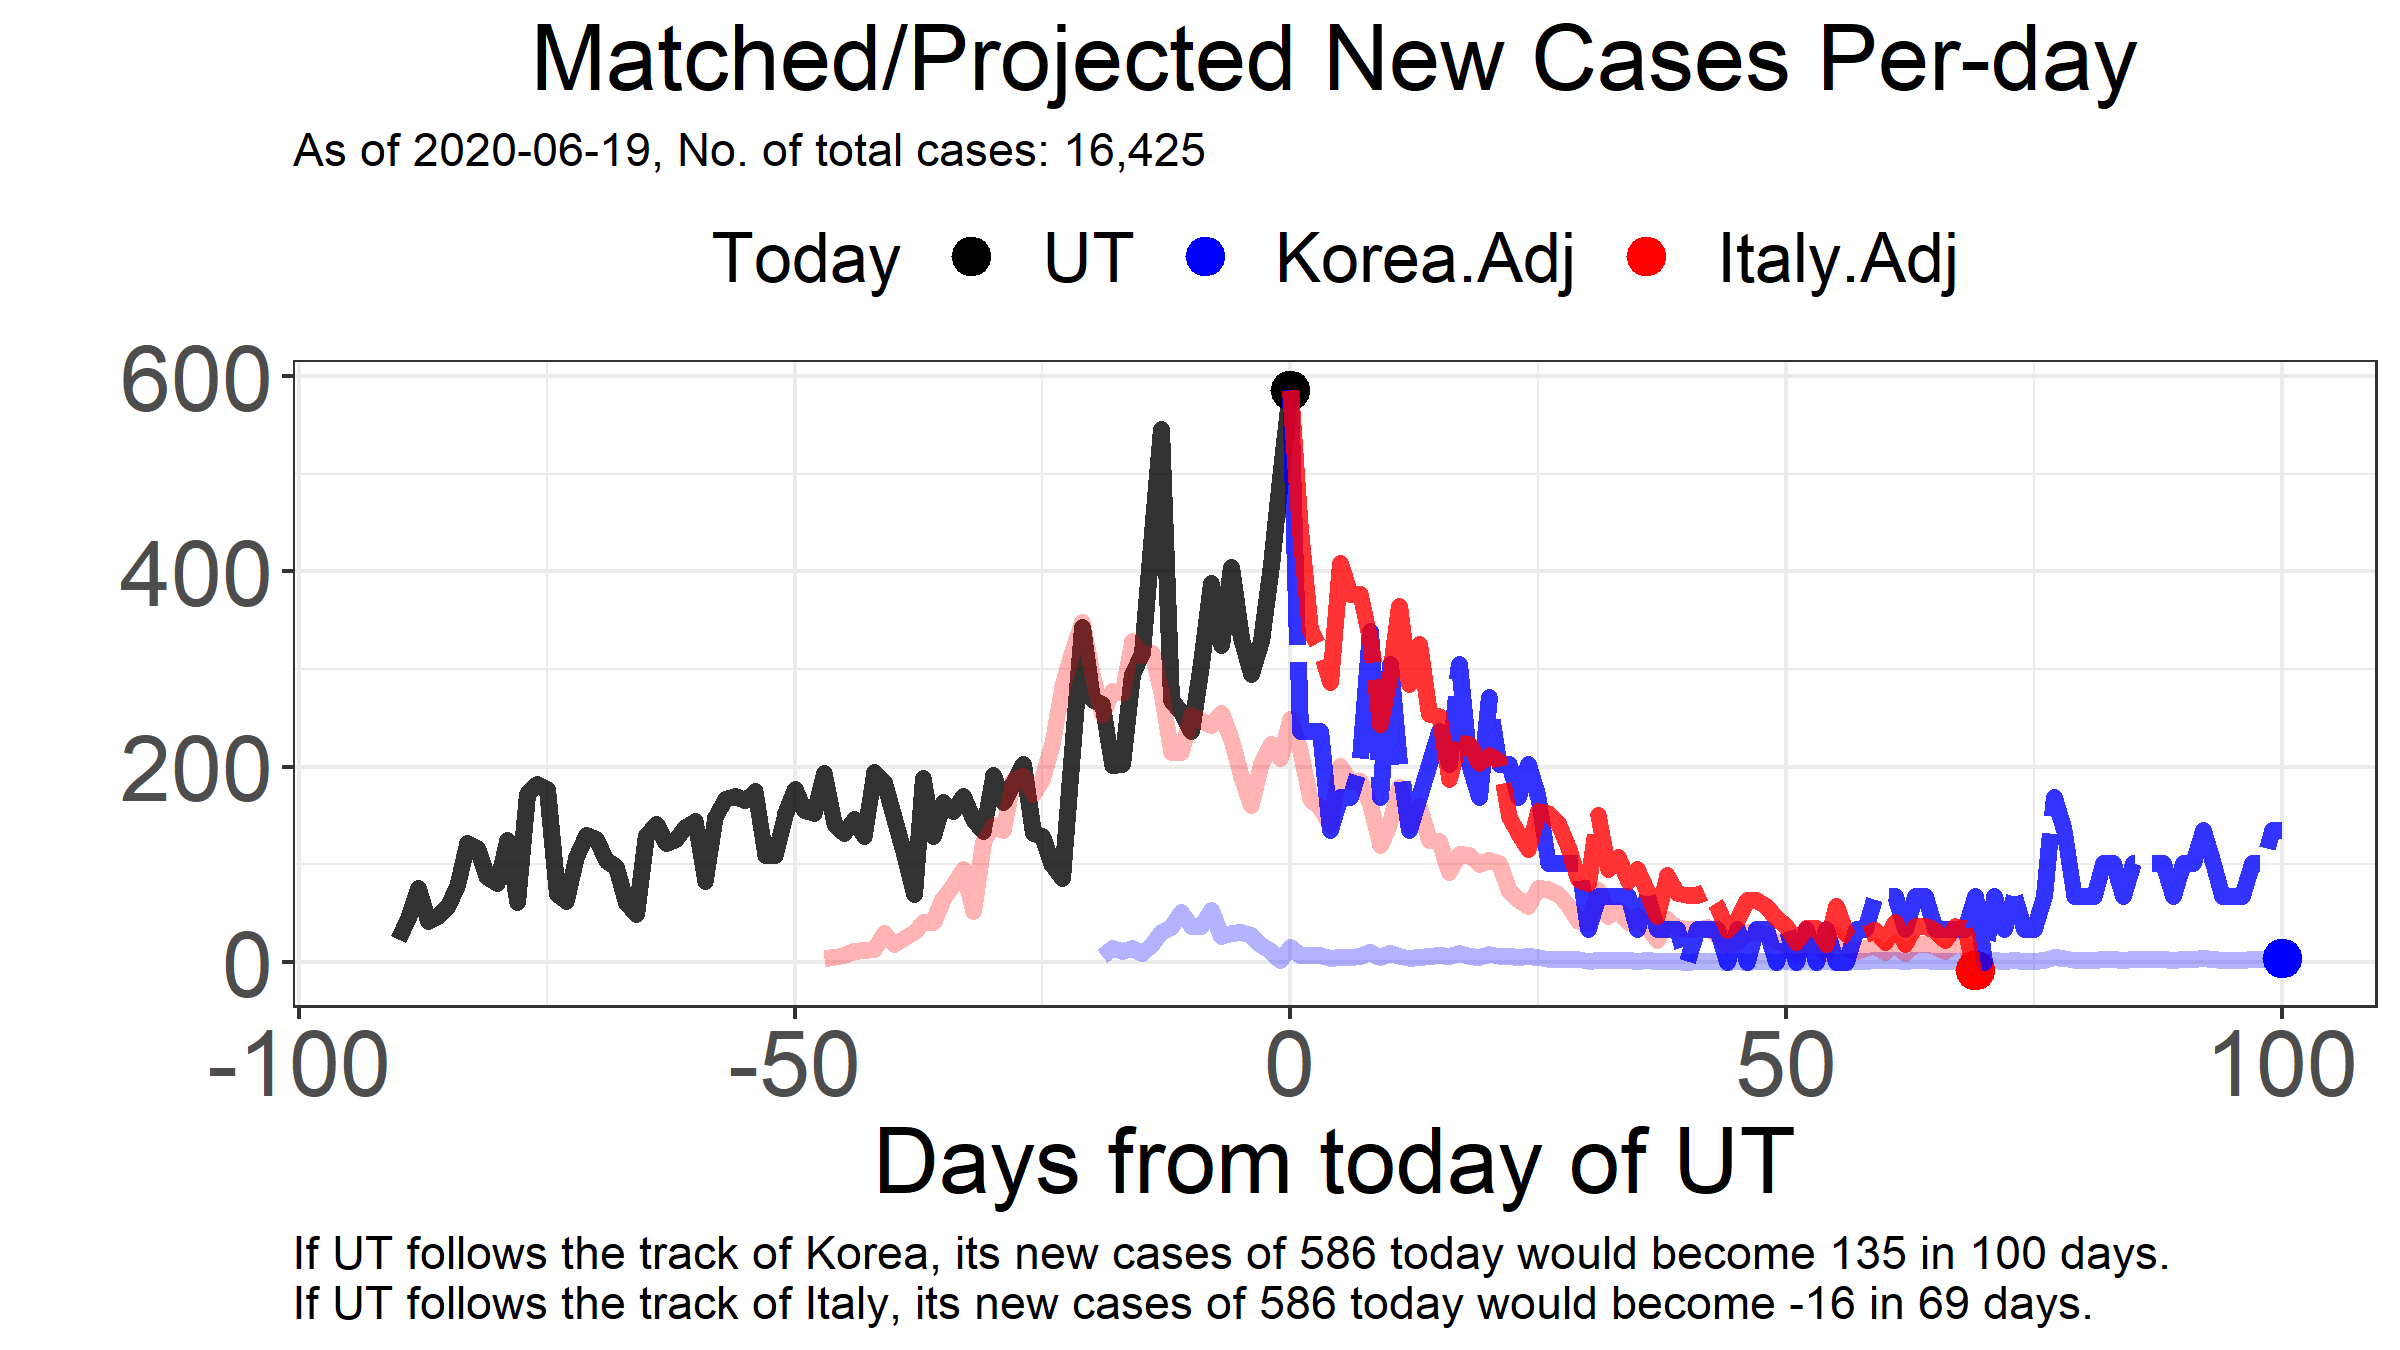 Matched/Projected New Cases Per-day
As of 2020-06-19, No. of total cases: 16,425
Today UT Korea.Adj Italy.Adj
600
400
200
0
-100 -50 0 50 100
Days from today of UT
If UT follows the track of Korea, its new cases of 586 today would become 135 in 100 days.
If UT follows the track of Italy, its new cases of 586 today would become -16 in 69 days.